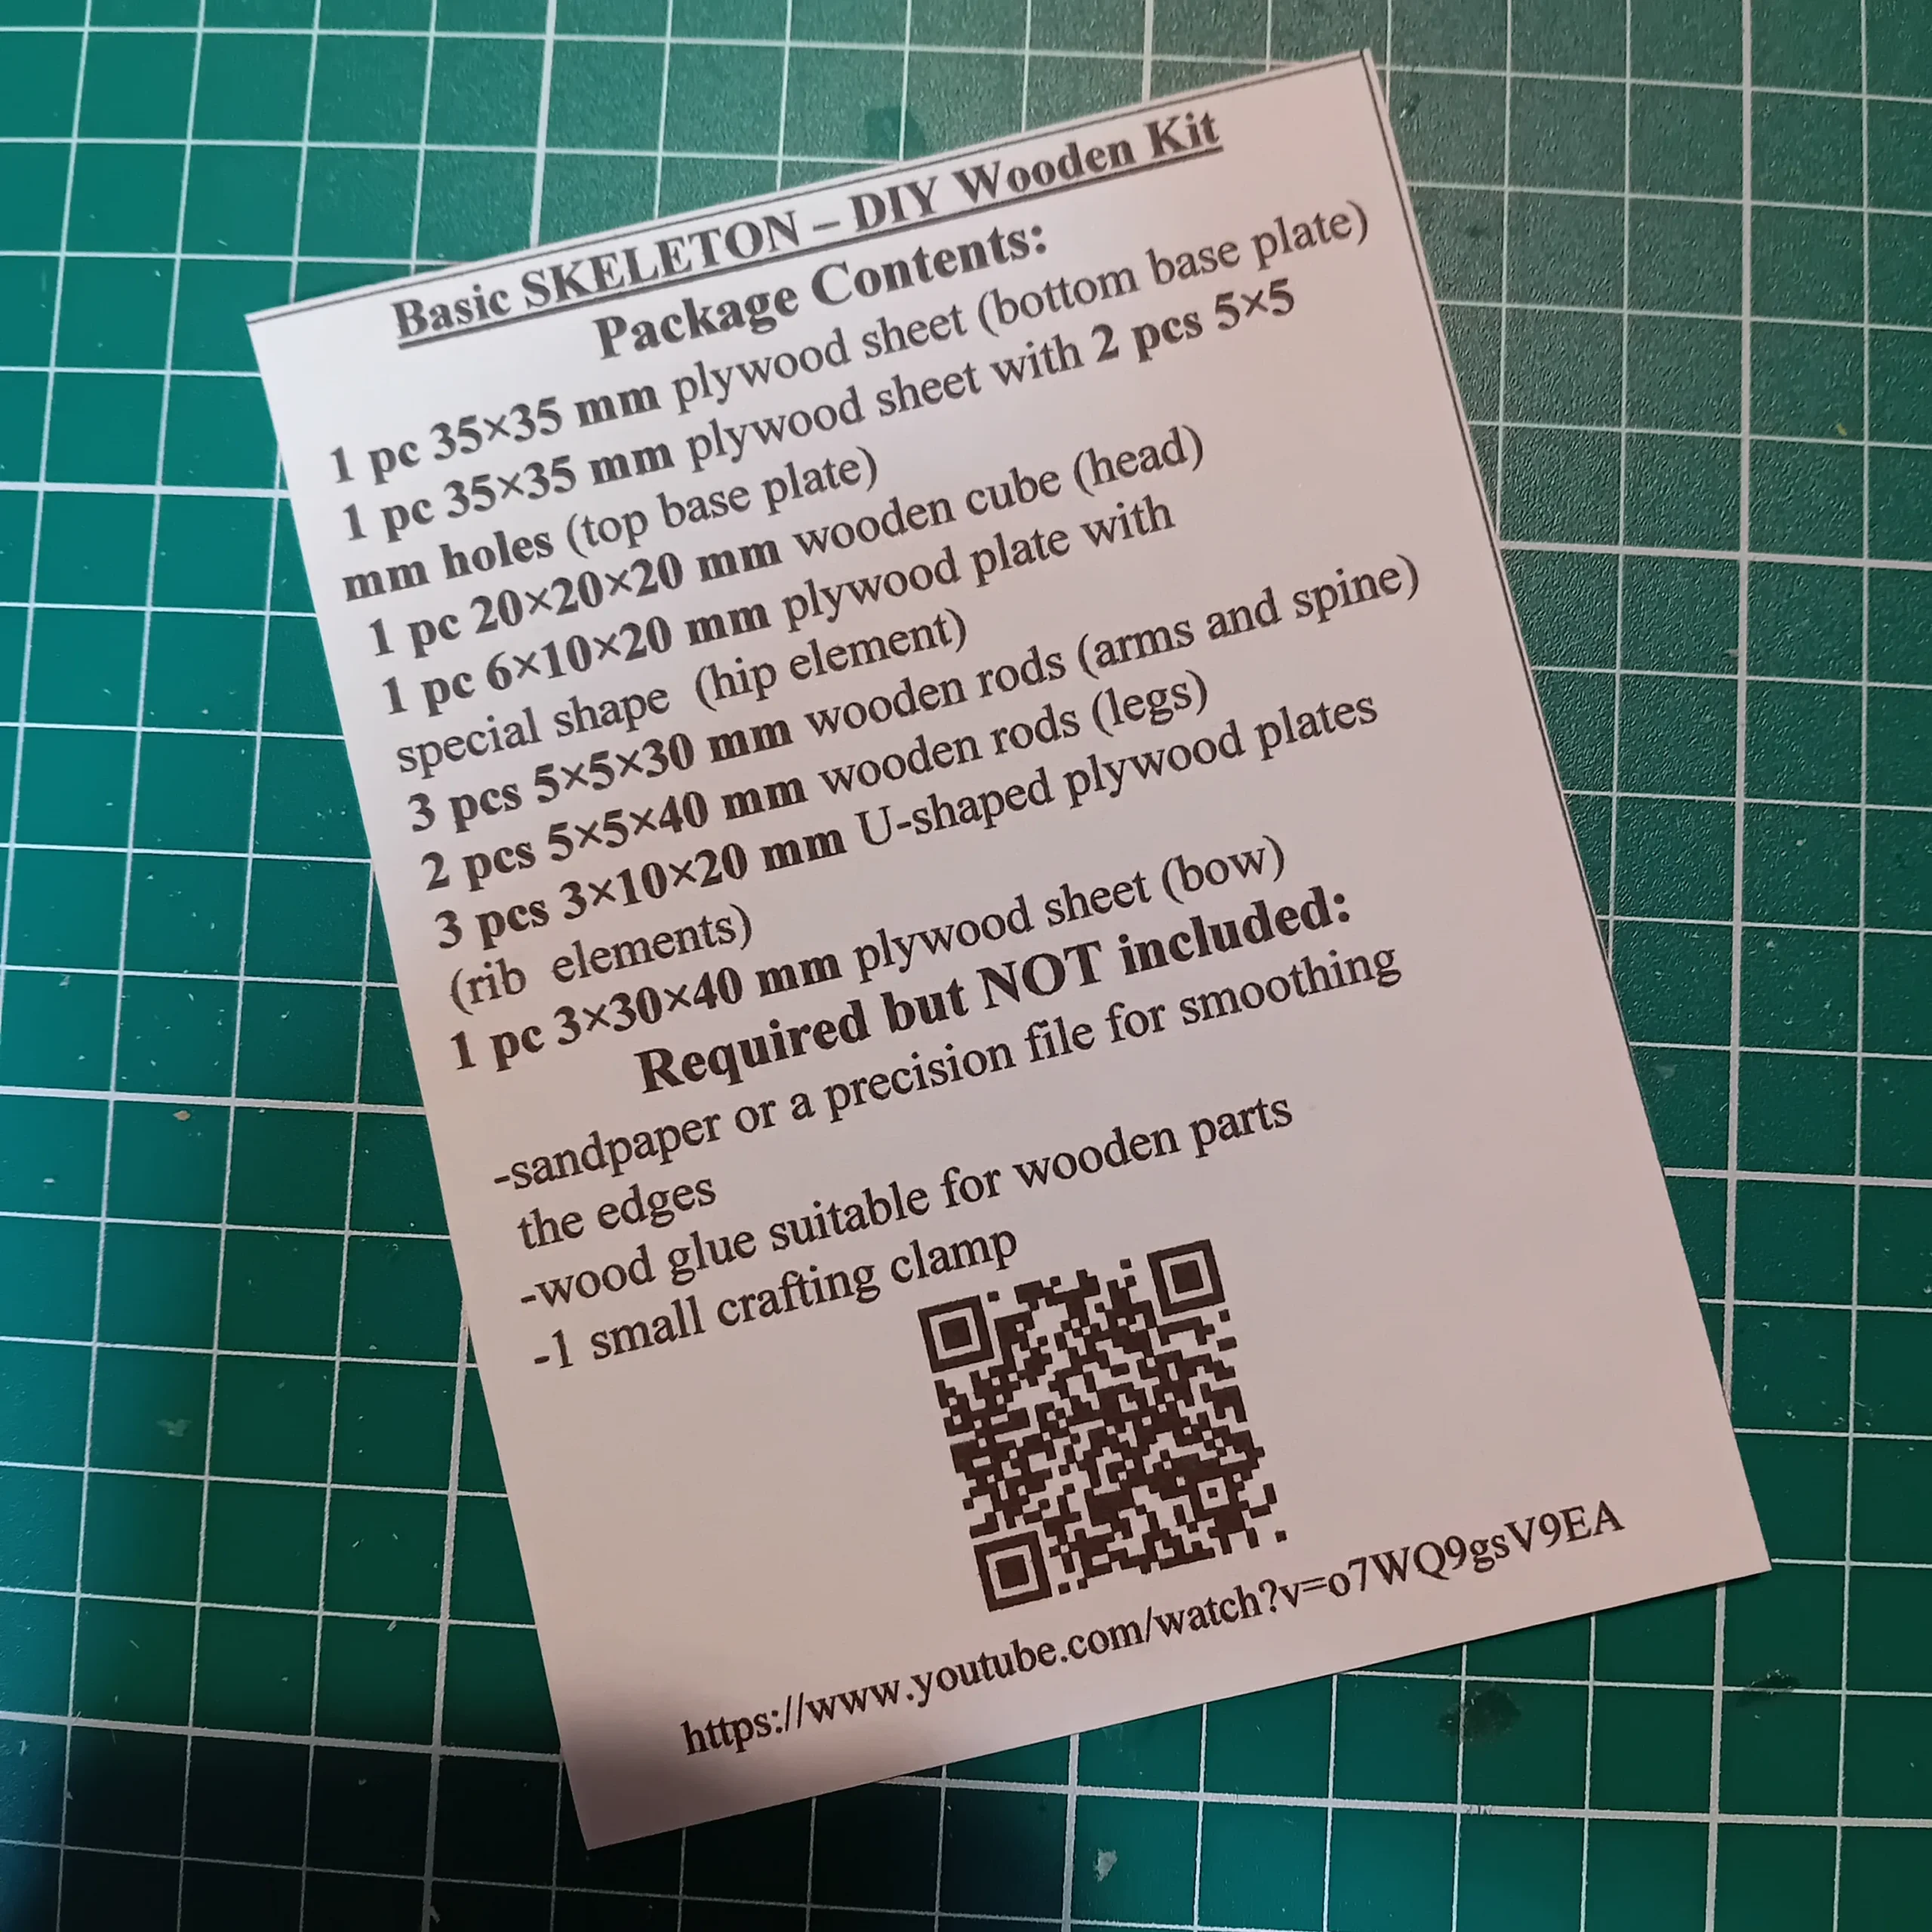 Basic SKELETON – DIY Wooden Kit
Package Contents:
1 pc 35×35 mm plywood sheet (bottom base plate)
1 pc 35×35 mm plywood sheet with 2 pcs 5×5
mm holes (top base plate)
1 pc 20×20×20 mm wooden cube (head)
1 pc 6×10×20 mm plywood plate with
special shape (hip element)
3 pcs 5×5×30 mm wooden rods (arms and spine)
2 pcs 5×5×40 mm wooden rods (legs)
3 pcs 3×10×20 mm U-shaped plywood plates
(rib elements)
1 pc 3×30×40 mm plywood sheet (bow)
Required but NOT included:
-sandpaper or a precision file for smoothing
the edges
-wood glue suitable for wooden parts
-1 small crafting clamp
https://www.youtube.com/watch?v=o7WQ9gsV9EA